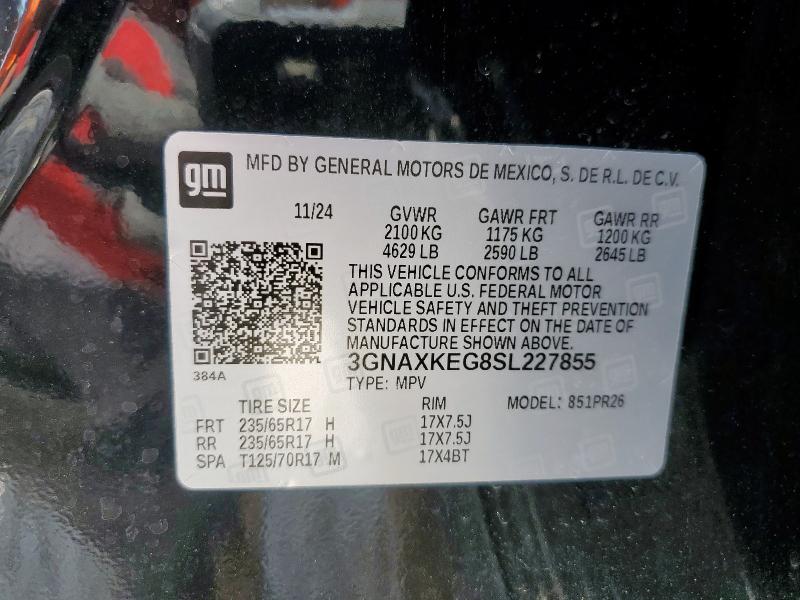 gm
MFD BY GENERAL MOTORS DE MEXICO, S. DE R.L. DE C.V.
11/24 GVWR GAWR FRT GAWR RR
2100 KG 1175 KG 1200 KG
4629 LB 2590 LB 2645 LB
THIS VEHICLE CONFORMS TO ALL
APPLICABLE U.S. FEDERAL MOTOR
VEHICLE SAFETY AND THEFT PREVENTION
STANDARDS IN EFFECT ON THE DATE OF
MANUFACTURE SHOWN ABOVE.
384A
3GNAXKEG8SL227855
TYPE: MPV
TIRE SIZE RIM MODEL: 851PR26
FRT 235/65R17 H 17X7.5J
RR 235/65R17 H 17X7.5J
SPA T125/70R17 M 17X4BT